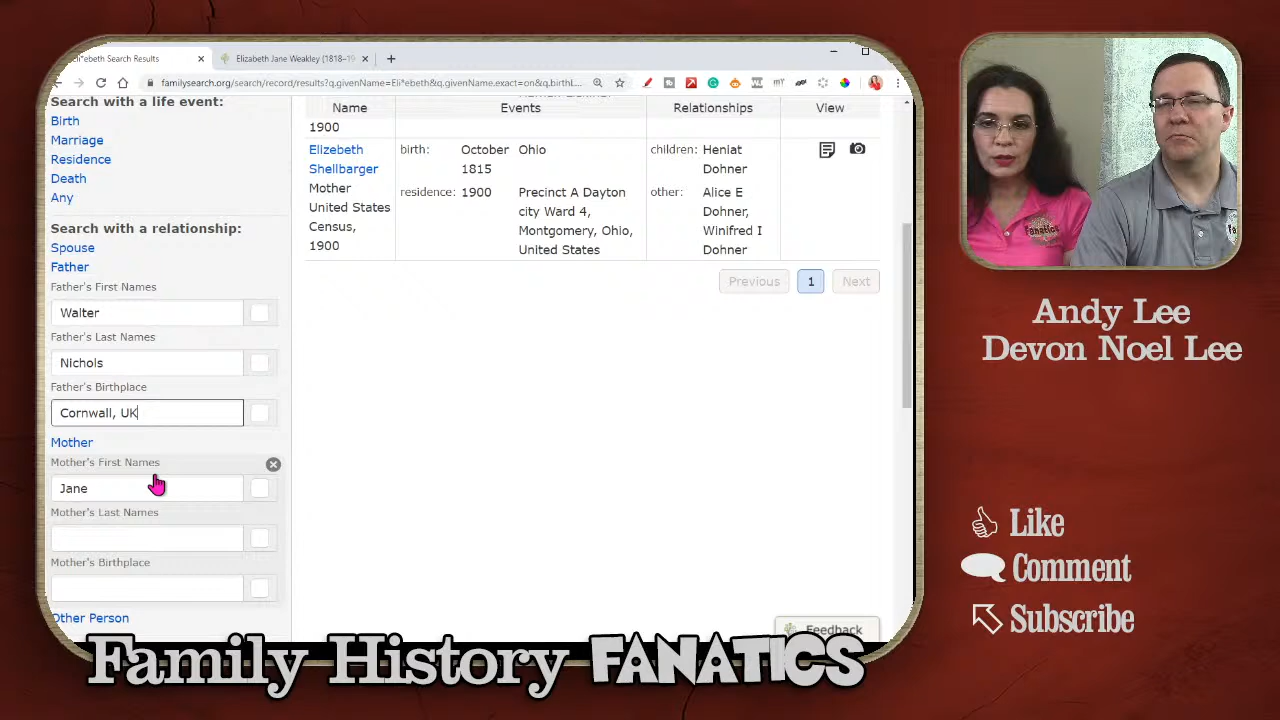 Eli*ebeth Search Results
Elizabeth Jane Weakley (1818–19
familysearch.org/search/record/results?q.givenName=Eli*ebeth&q.givenName.exact=on&q.birthL
Search with a life event:
Birth
Marriage
Residence
Death
Any
Search with a relationship:
Spouse
Father
Father's First Names
Walter
Father's Last Names
Nichols
Father's Birthplace
Cornwall, UK
Mother
Mother's First Names
Jane
Mother's Last Names
Mother's Birthplace
Other Person
Name
Events
Relationships
View
1900
Elizebeth
Shellbarger
Mother
United States
Census,
1900
birth:
October
1815
Ohio
residence:
1900
Precinct A Dayton
city Ward 4,
Montgomery, Ohio,
United States
children:
Heniat
Dohner
other:
Alice E
Dohner,
Winifred I
Dohner
Previous
1
Next
Feedback
Fanatics
Andy Lee
Devon Noel Lee
Like
Comment
Subscribe
Family History FANATICS